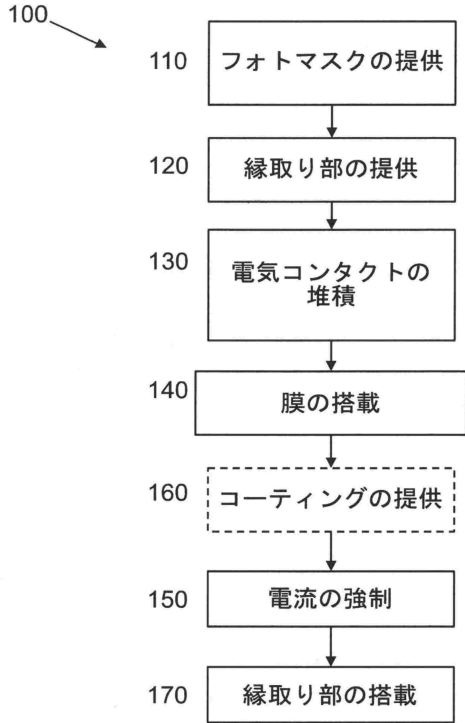 100
110 フォトマスクの提供
120 縁取り部の提供
130 電気コンタクトの
堆積
140 膜の搭載
160 コーティングの提供
150 電流の強制
170 縁取り部の搭載